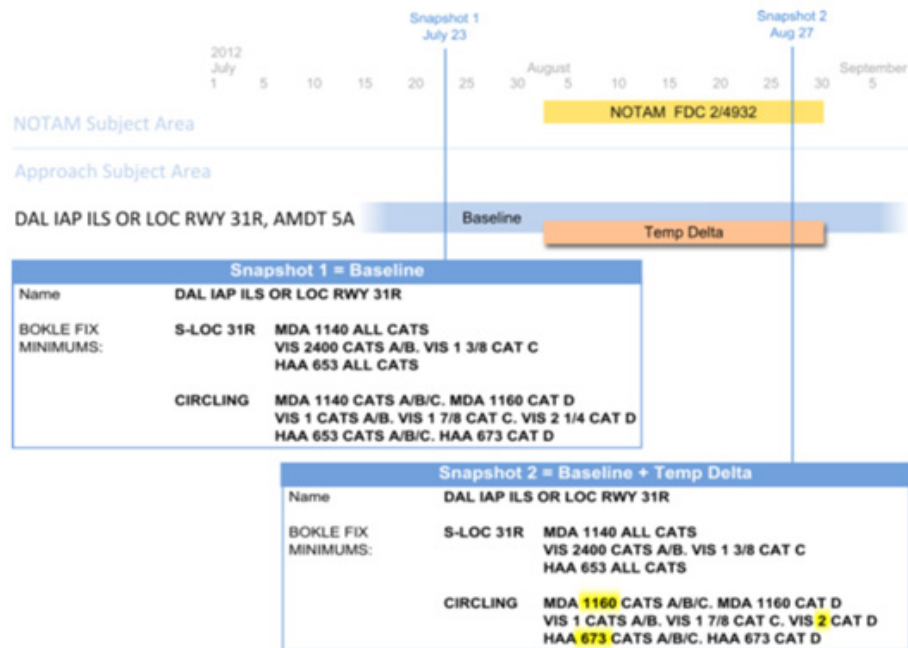 Snapshot 1
July 23
Snapshot 2
Aug 27
2012
July August September
1 5 10 15 20 25 30 5 10 15 20 25 30 5
NOTAM Subject Area
NOTAM FDC 2/4932
Approach Subject Area
DAL IAP ILS OR LOC RWY 31R, AMDT 5A
Baseline
Temp Delta
Snapshot 1 = Baseline
Name DAL IAP ILS OR LOC RWY 31R
BOKLE FIX S-LOC 31R MDA 1140 ALL CATS
MINIMUMS: VIS 2400 CATS A/B. VIS 1 3/8 CAT C
HAA 653 ALL CATS
CIRCLING MDA 1140 CATS A/B/C. MDA 1160 CAT D
VIS 1 CATS A/B. VIS 1 7/8 CAT C. VIS 2 1/4 CAT D
HAA 653 CATS A/B/C. HAA 673 CAT D
Snapshot 2 = Baseline + Temp Delta
Name DAL IAP ILS OR LOC RWY 31R
BOKLE FIX S-LOC 31R MDA 1140 ALL CATS
MINIMUMS: VIS 2400 CATS A/B. VIS 1 3/8 CAT C
HAA 653 ALL CATS
CIRCLING MDA 1160 CATS A/B/C. MDA 1160 CAT D
VIS 1 CATS A/B. VIS 1 7/8 CAT C. VIS 2 CAT D
HAA 673 CATS A/B/C. HAA 673 CAT D